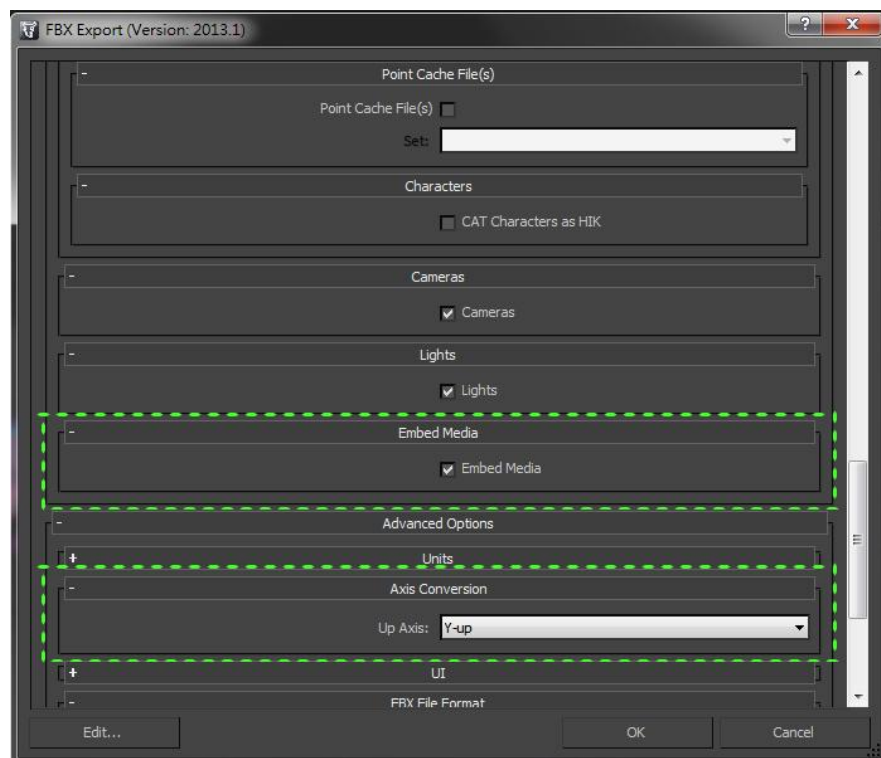 FBX Export (Version: 2013.1)
Point Cache File(s)
Point Cache File(s)
Set:
Characters
CAT Characters as HIK
Cameras
Cameras
Lights
Lights
Embed Media
Embed Media
Advanced Options
Units
Axis Conversion
Up Axis: Y-up
UI
FBX File Format
Edit... OK Cancel